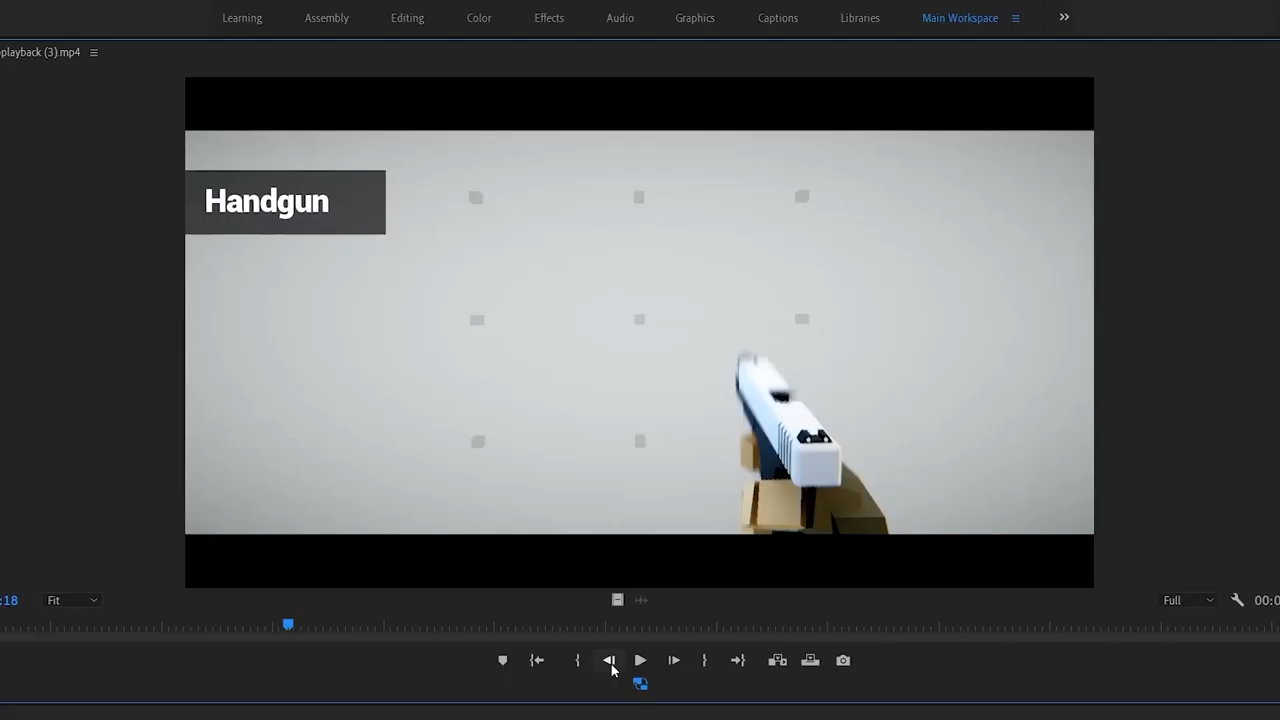 Learning Assembly Editing Color Effects Audio Graphics Captions Libraries Main Workspace
playback (3).mp4
Handgun
:18 Fit Full 00:0